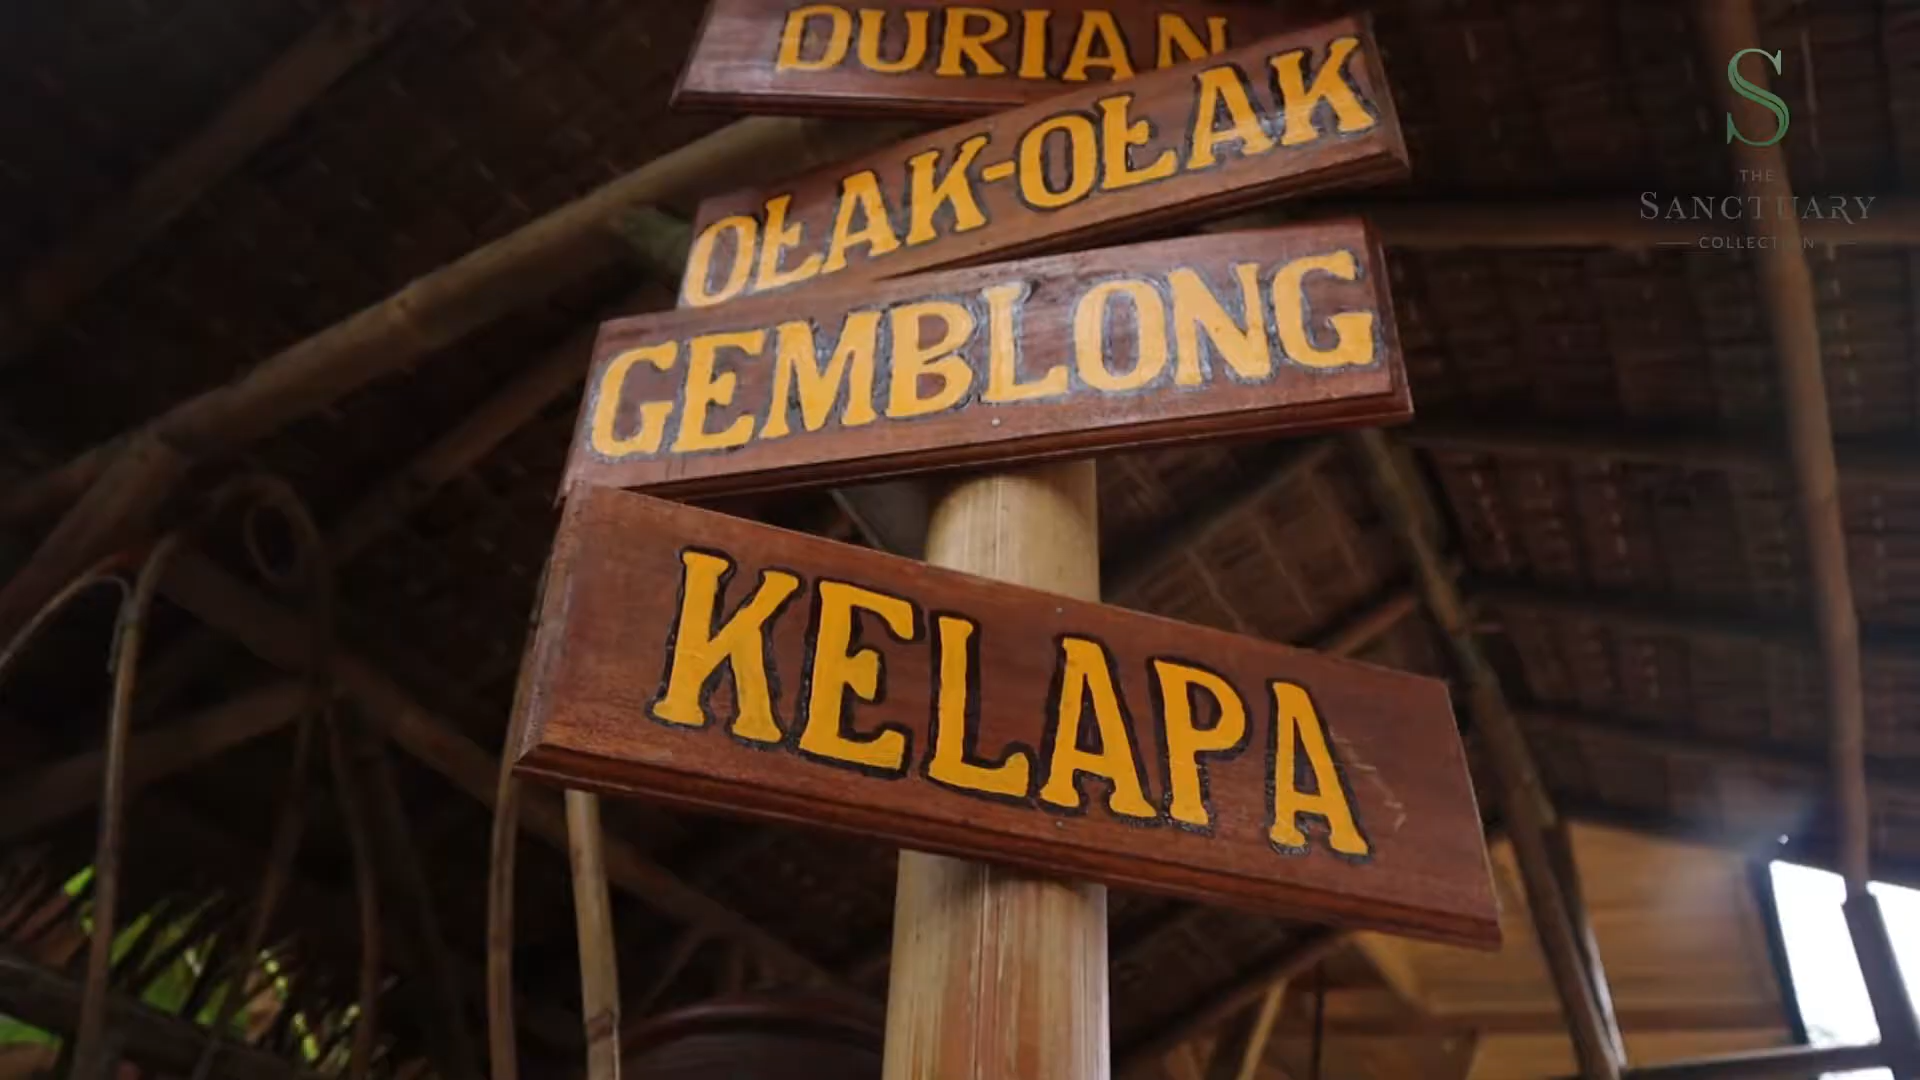 DURIAN
OŁAK-OŁAK
GEMBLONG
KELAPA
S
THE
SANCTUARY
COLLECTION